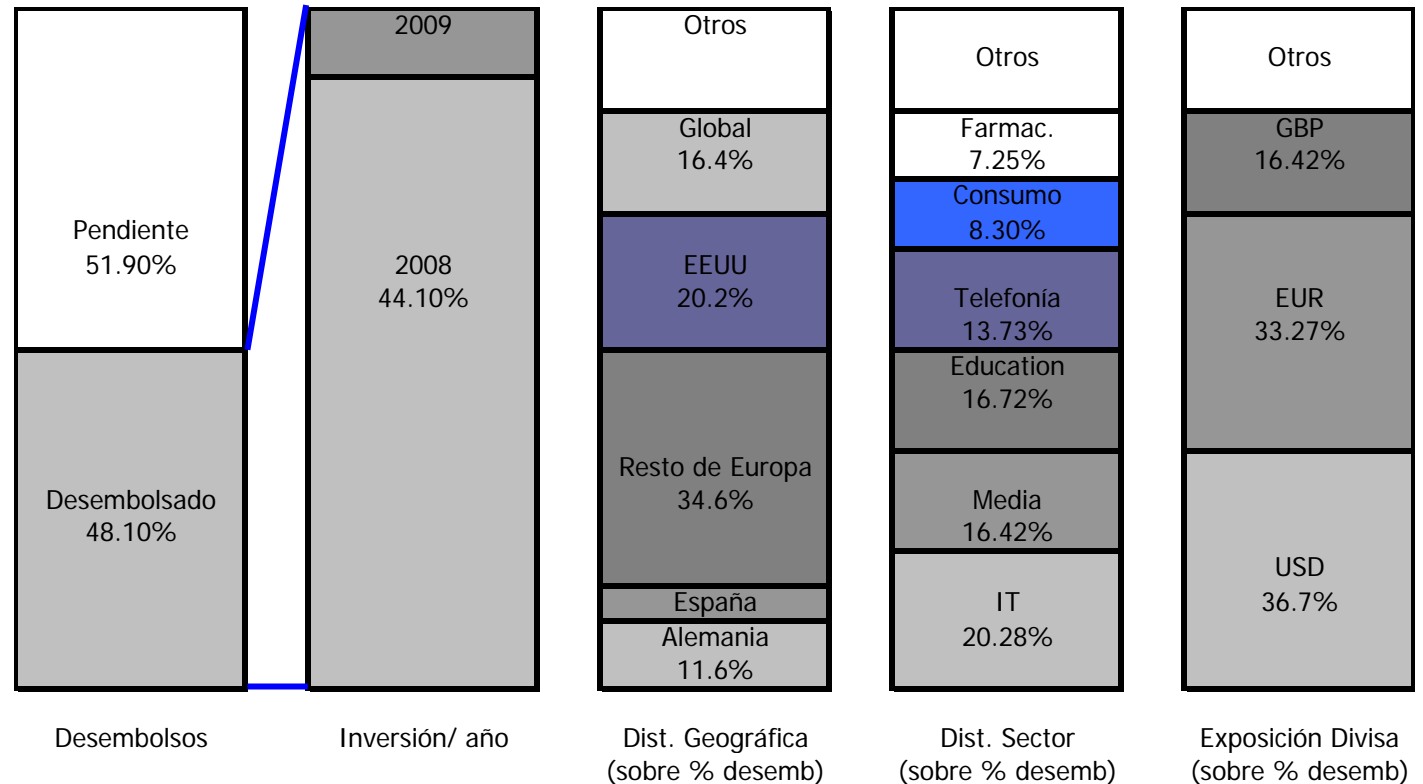 Pendiente
51.90%
Desembolsado
48.10%
Desembolsos
2009
2008
44.10%
Inversión/ año
Otros
Global
16.4%
EEUU
20.2%
Resto de Europa
34.6%
España
Alemania
11.6%
Dist. Geográfica
(sobre % desemb)
Otros
Farmac.
7.25%
Consumo
8.30%
Telefonía
13.73%
Education
16.72%
Media
16.42%
IT
20.28%
Dist. Sector
(sobre % desemb)
Otros
GBP
16.42%
EUR
33.27%
USD
36.7%
Exposición Divisa
(sobre % desemb)